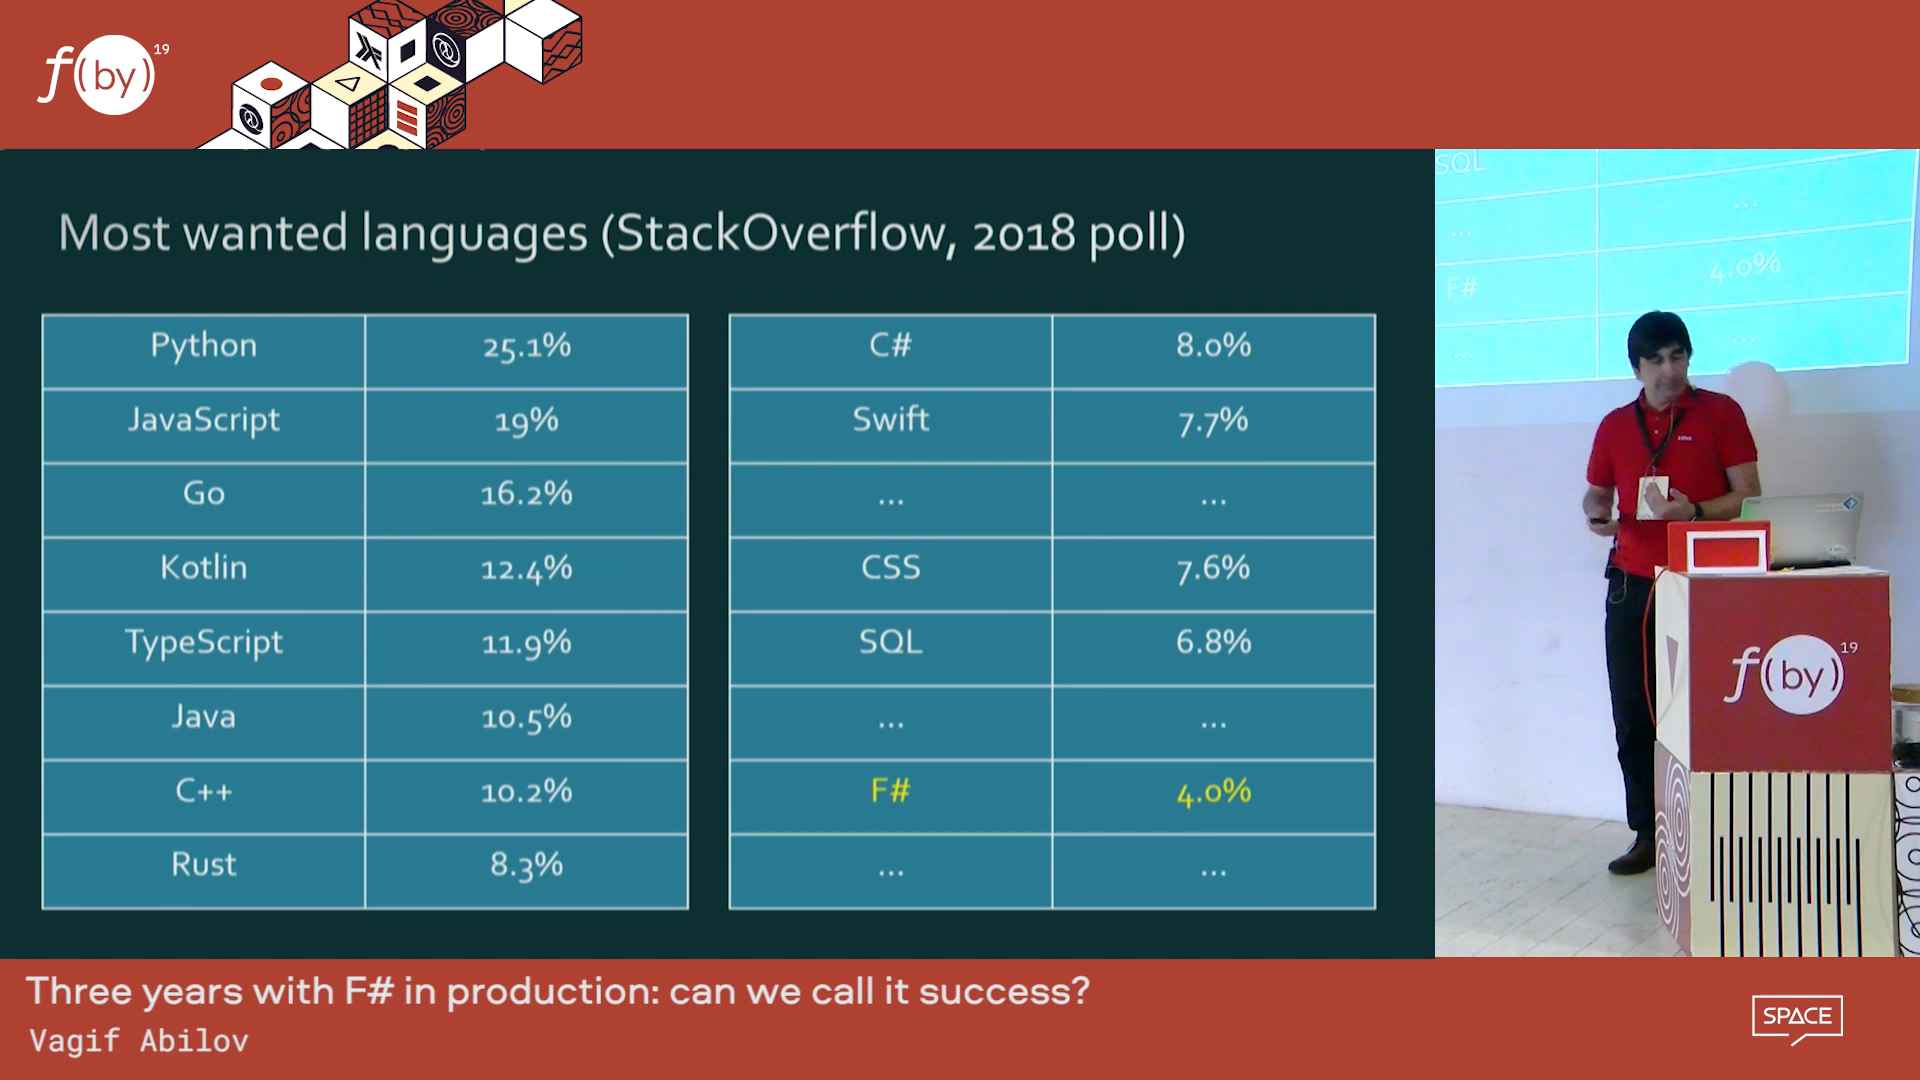 f(by) 19
Most wanted languages (StackOverflow, 2018 poll)
Python 25.1%
JavaScript 19%
Go 16.2%
Kotlin 12.4%
TypeScript 11.9%
Java 10.5%
C++ 10.2%
Rust 8.3%
C# 8.0%
Swift 7.7%
... ...
CSS 7.6%
SQL 6.8%
... ...
F# 4.0%
... ...
SQL
... ...
F# 4.0%
... ...
f(by) 19
Three years with F# in production: can we call it success?
Vagif Abilov
SPACE